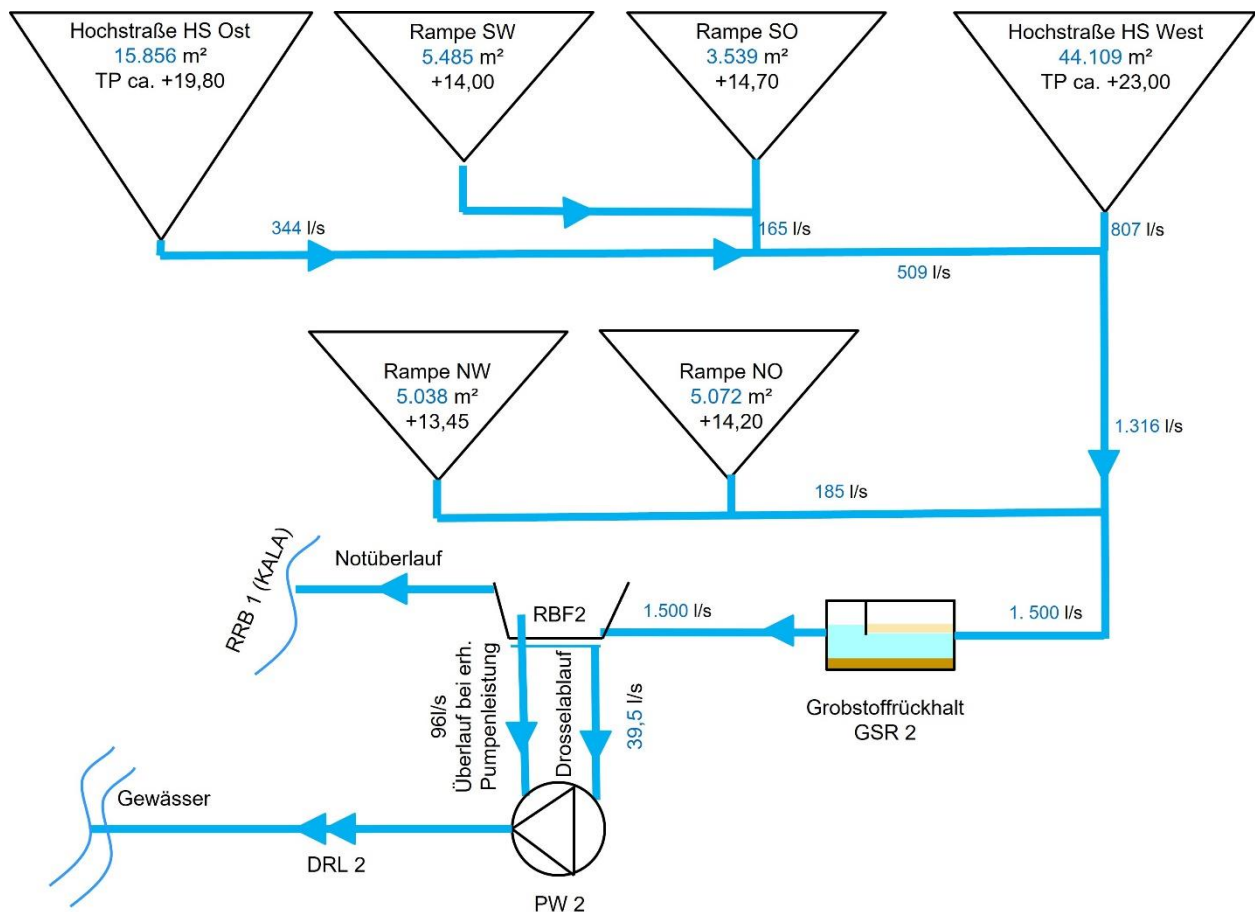 Hochstraße HS Ost
15.856 m²
TP ca. +19,80
Rampe SW
5.485 m²
+14,00
Rampe SO
3.539 m²
+14,70
Hochstraße HS West
44.109 m²
TP ca. +23,00
344 l/s
165 l/s
807 l/s
509 l/s
Rampe NW
5.038 m²
+13,45
Rampe NO
5.072 m²
+14,20
1.316 l/s
185 l/s
RRB 1 (KALA)
Notüberlauf
RBF2
1.500 l/s
1. 500 l/s
96l/s
Überlauf bei erh.
Pumpenleistung
Drosselablauf
39,5 l/s
Grobstoffrückhalt
GSR 2
Gewässer
DRL 2
PW 2